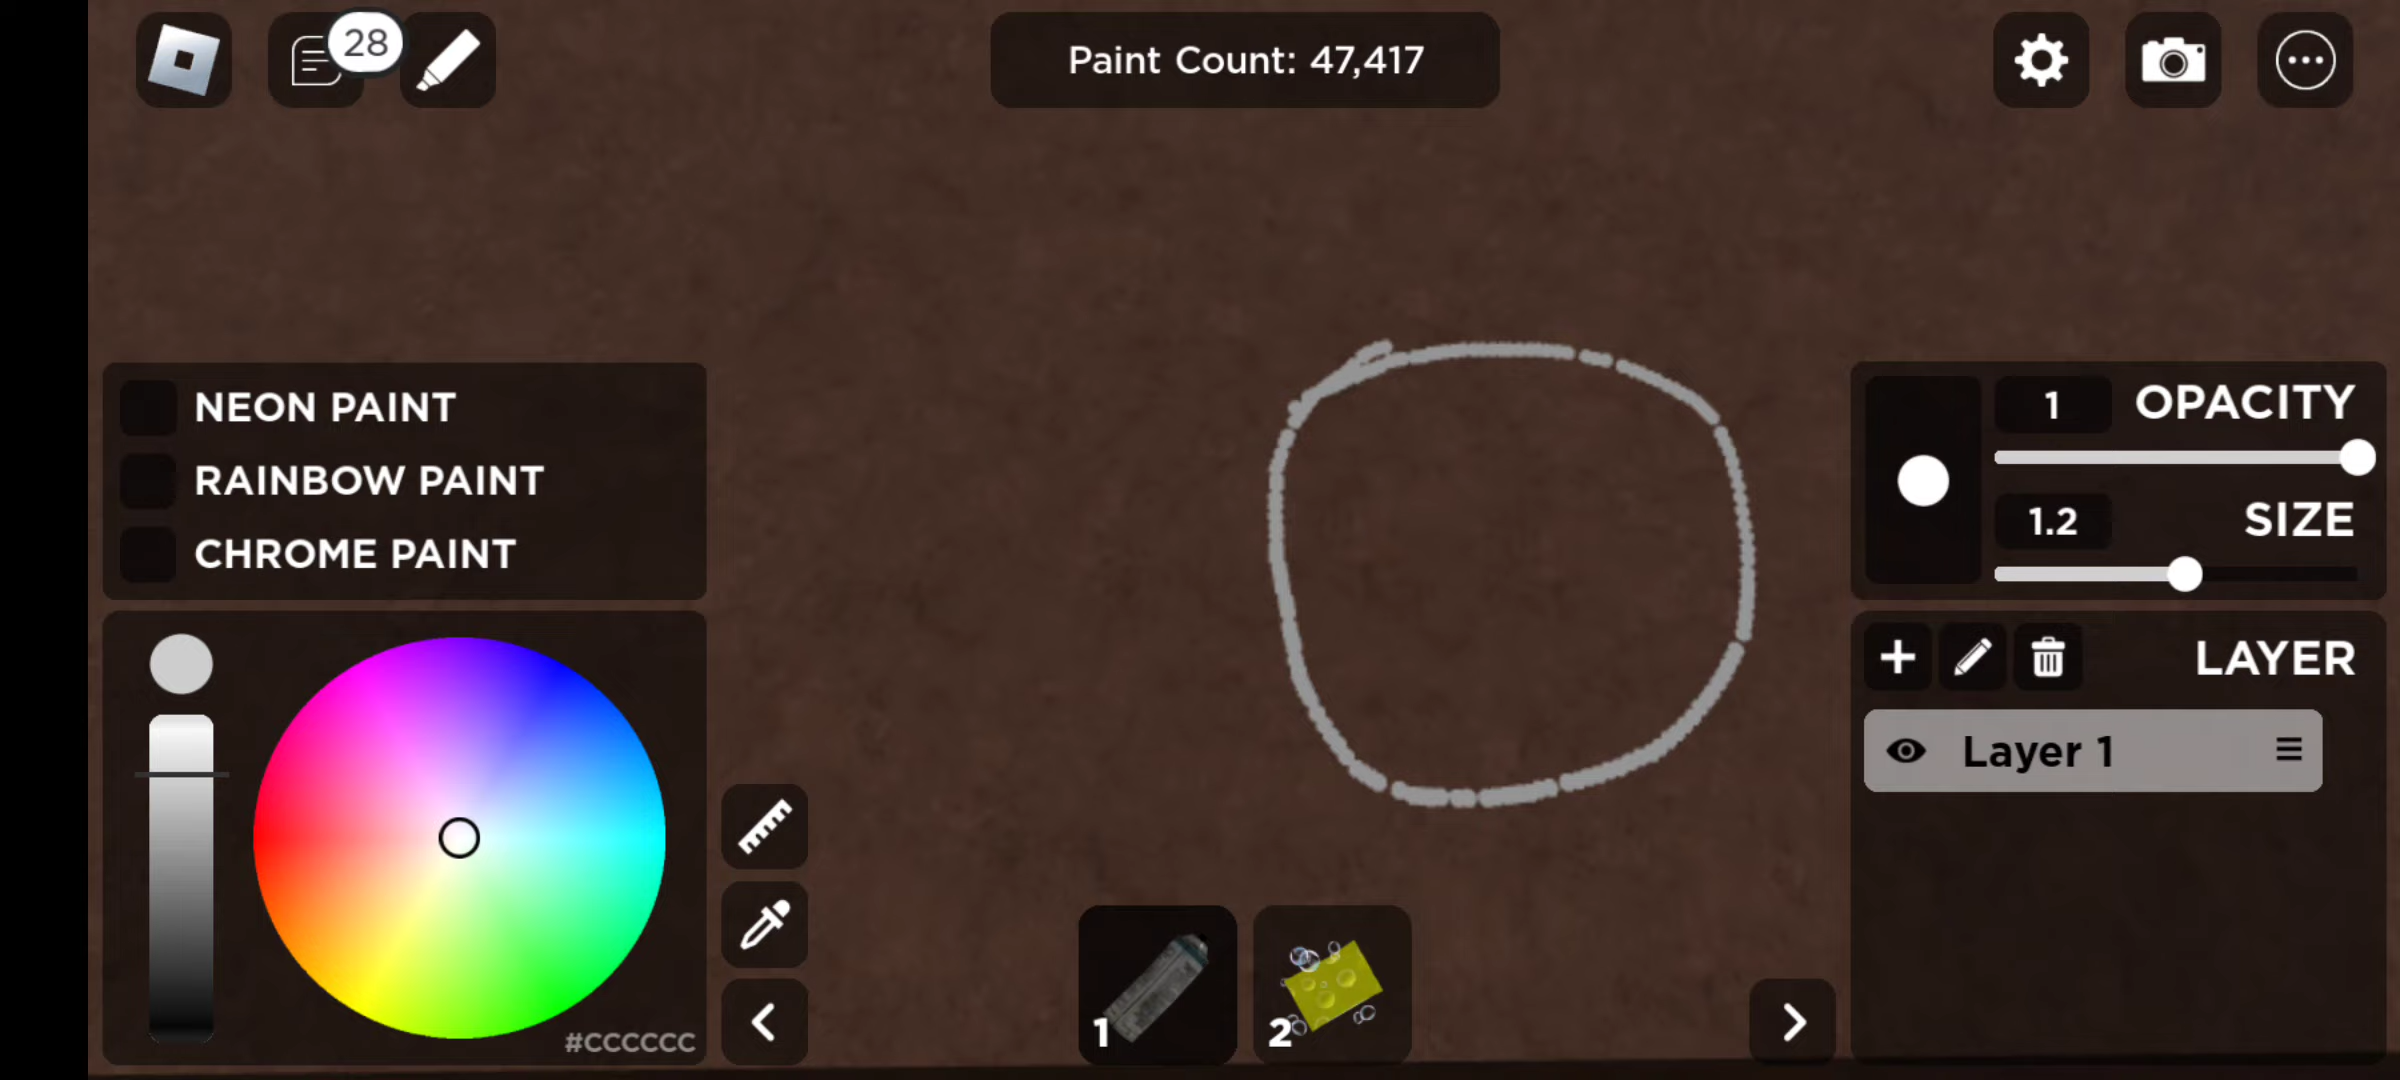 28
Paint Count: 47,417
NEON PAINT
RAINBOW PAINT
CHROME PAINT
#CCCCCC
1
2
1 OPACITY
1.2 SIZE
LAYER
Layer 1